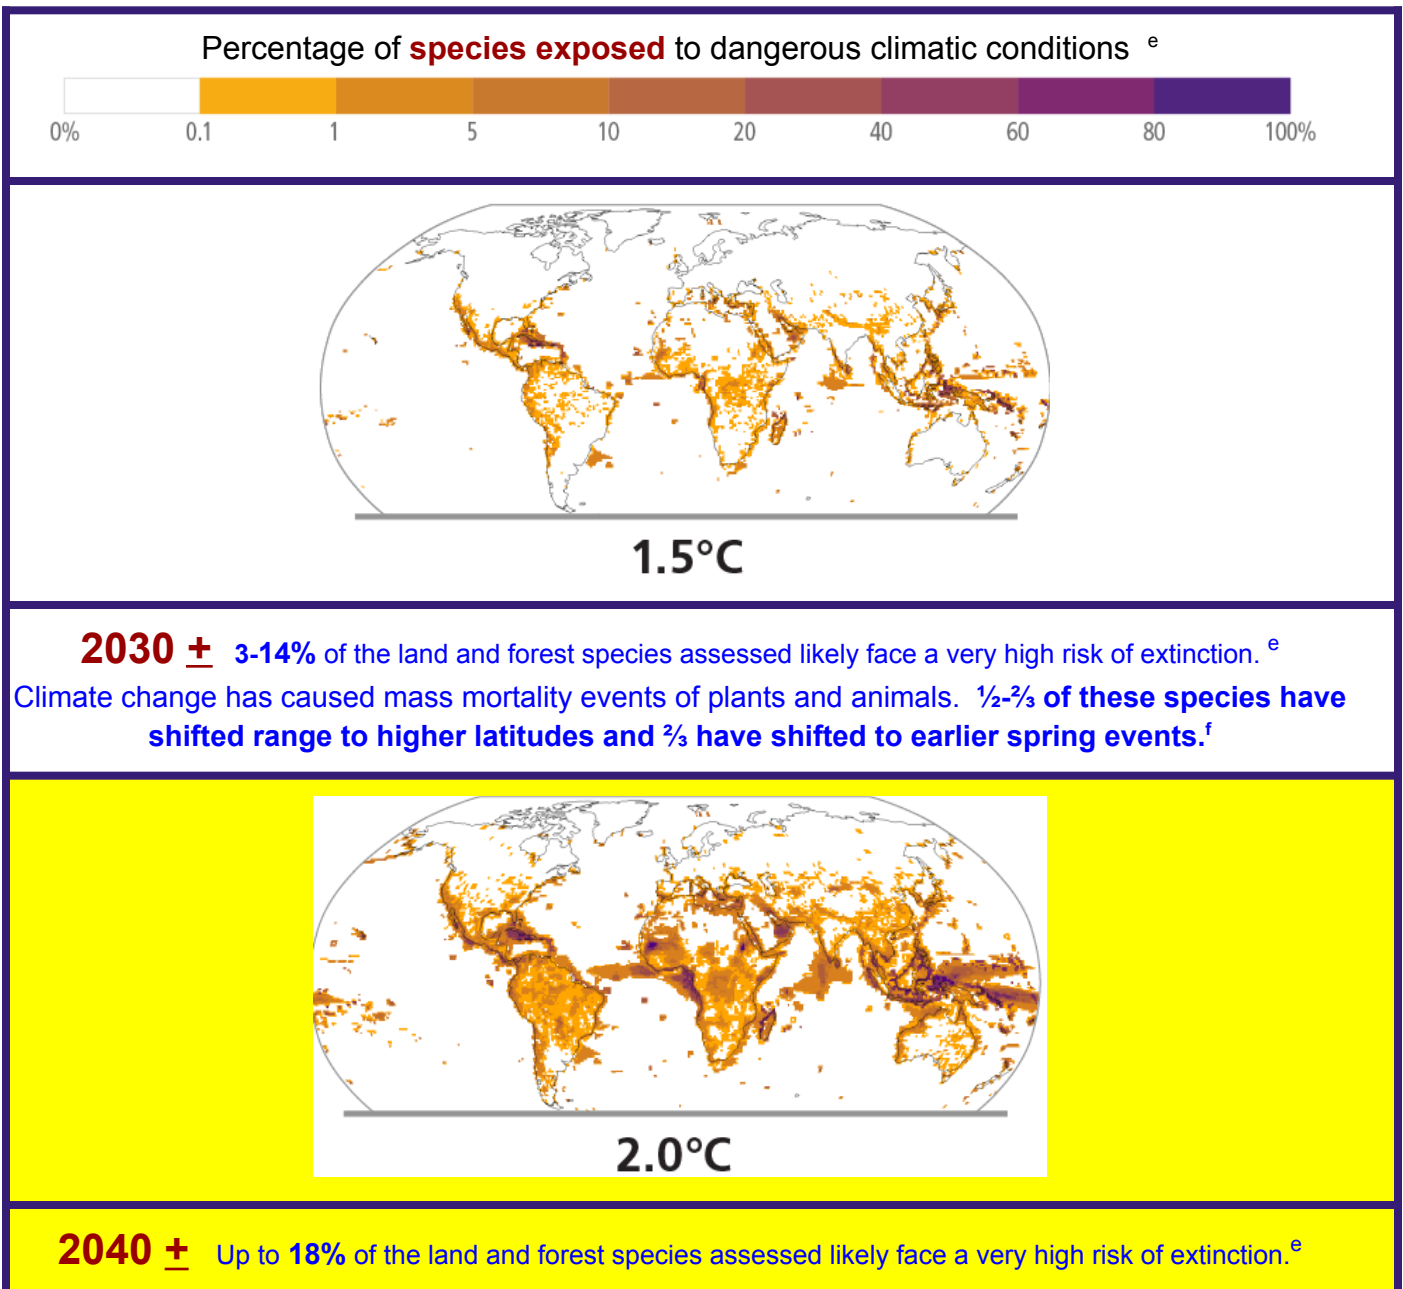 Percentage of species exposed to dangerous climatic conditions e
0% 0.1 1 5 10 20 40 60 80 100%
1.5°C
2030 ± 3-14% of the land and forest species assessed likely face a very high risk of extinction. e
Climate change has caused mass mortality events of plants and animals. ½-⅔ of these species have
shifted range to higher latitudes and ⅔ have shifted to earlier spring events.f
2.0°C
2040 ± Up to 18% of the land and forest species assessed likely face a very high risk of extinction.e